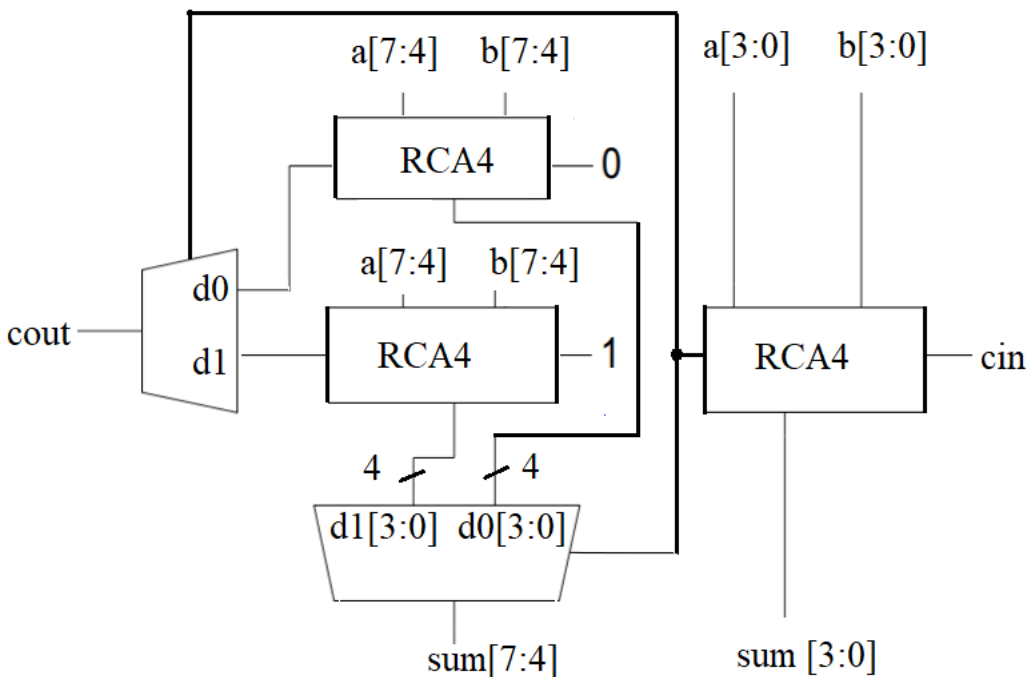 a[7:4] b[7:4] a[3:0] b[3:0]
RCA4 0
a[7:4] b[7:4]
d0
cout
d1
RCA4 1
RCA4 cin
4 4
d1[3:0] d0[3:0]
sum[7:4] sum [3:0]